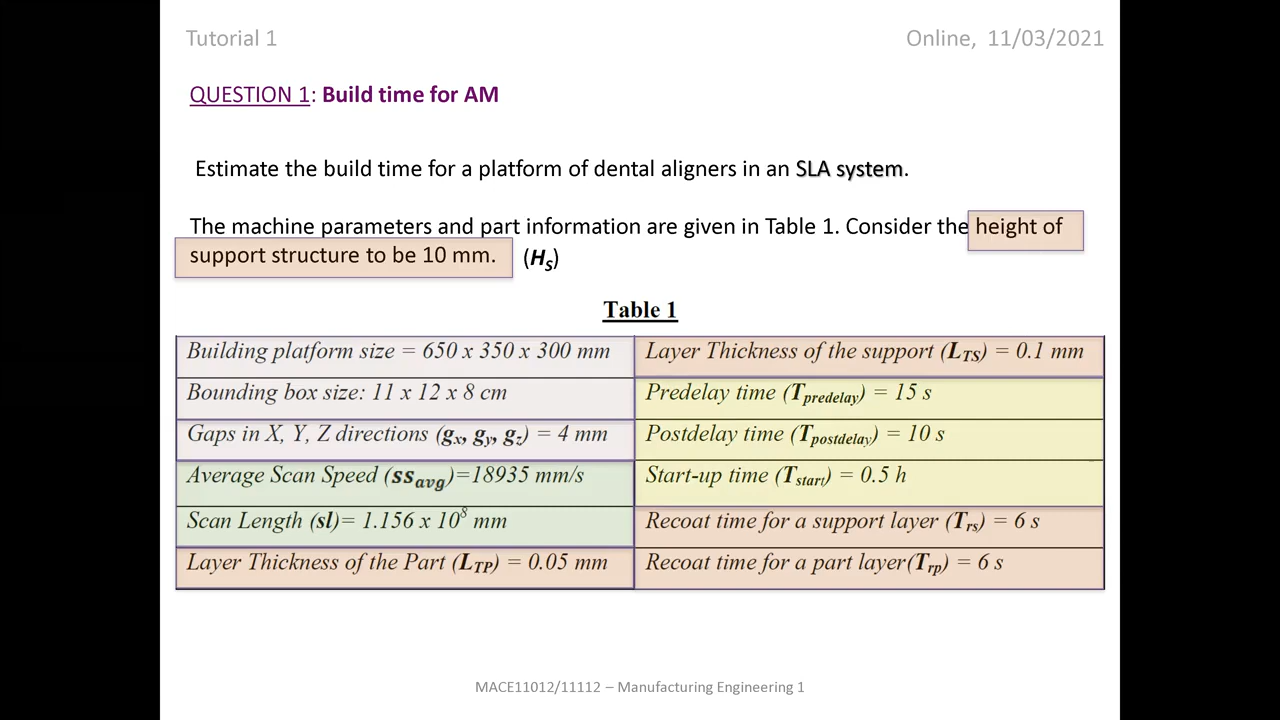 Tutorial 1
Online, 11/03/2021
QUESTION 1: Build time for AM
Estimate the build time for a platform of dental aligners in an SLA system.
The machine parameters and part information are given in Table 1. Consider the height of
support structure to be 10 mm. (HS)
Table 1
Building platform size = 650 x 350 x 300 mm
Layer Thickness of the support (LTS) = 0.1 mm
Bounding box size: 11 x 12 x 8 cm
Predelay time (Tpredelay) = 15 s
Gaps in X, Y, Z directions (gx, gy, gz) = 4 mm
Postdelay time (Tpostdelay) = 10 s
Average Scan Speed (ssavg)=18935 mm/s
Start-up time (Tstart) = 0.5 h
Scan Length (sl)= 1.156 x 10^8 mm
Recoat time for a support layer (Trs) = 6 s
Layer Thickness of the Part (LTP) = 0.05 mm
Recoat time for a part layer(Trp) = 6 s
MACE11012/11112 – Manufacturing Engineering 1